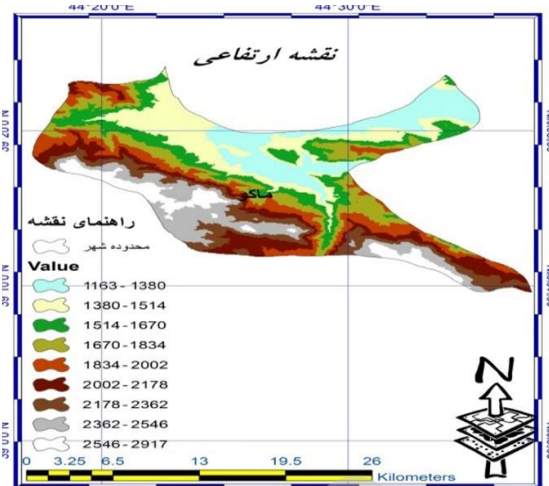 44°20'0"E 44°30'0"E
نقشه ارتفاعی
ماکو
راهنمای نقشه
محدوده شهر
Value
1163 - 1380
1380 - 1514
1514 - 1670
1670 - 1834
1834 - 2002
2002 - 2178
2178 - 2362
2362 - 2546
2546 - 2917
N
0 3.25 6.5 13 19.5 26
Kilometers